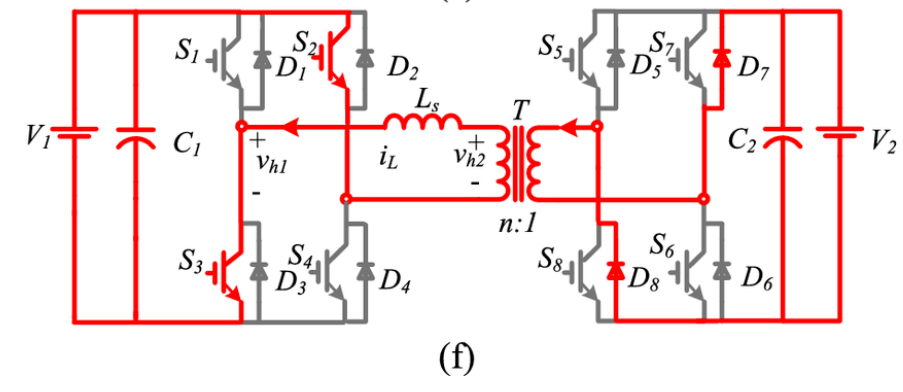 S1
D1
S2
D2
S5
D5
S7
D7
V1
C1
+
vh1
-
Ls
iL
T
+
vh2
-
n:1
C2
V2
S3
D3
S4
D4
S8
D8
S6
D6
(f)